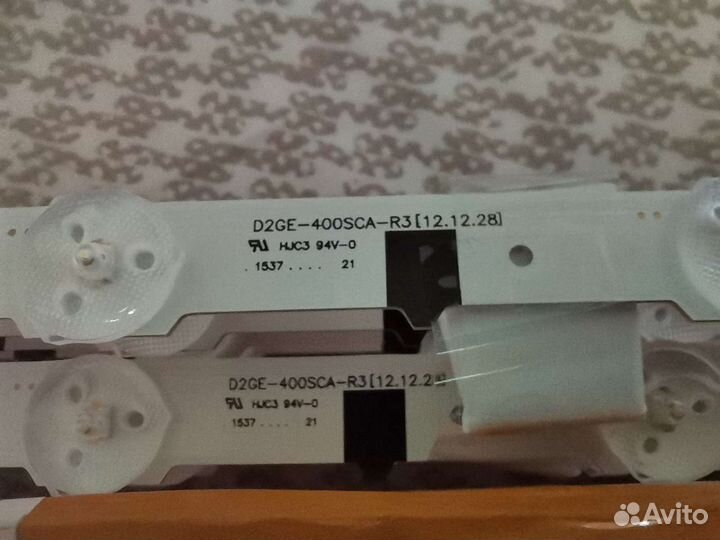 D2GE-400SCA-R3[12.12.28]
HJC3 94V-0
. 1537 .... 21
D2GE-400SCA-R3[12.12.2
HJC3 94V-0
. 1537 .... 21
Avito